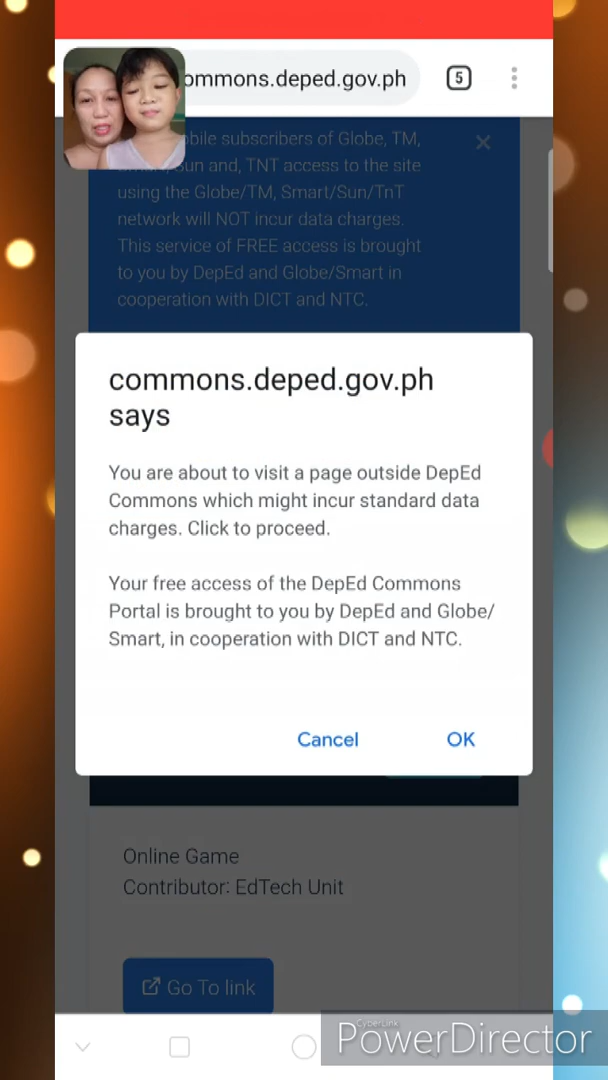 ommons.deped.gov.ph
5
bile subscribers of Globe, TM,
un and, TNT access to the site
using the Globe/TM, Smart/Sun/TnT
network will NOT incur data charges.
This service of FREE access is brought
to you by DepEd and Globe/Smart in
cooperation with DICT and NTC.
commons.deped.gov.ph
says
You are about to visit a page outside DepEd
Commons which might incur standard data
charges. Click to proceed.
Your free access of the DepEd Commons
Portal is brought to you by DepEd and Globe/
Smart, in cooperation with DICT and NTC.
Cancel
OK
Online Game
Contributor: EdTech Unit
Go To link
CyberLink
PowerDirector